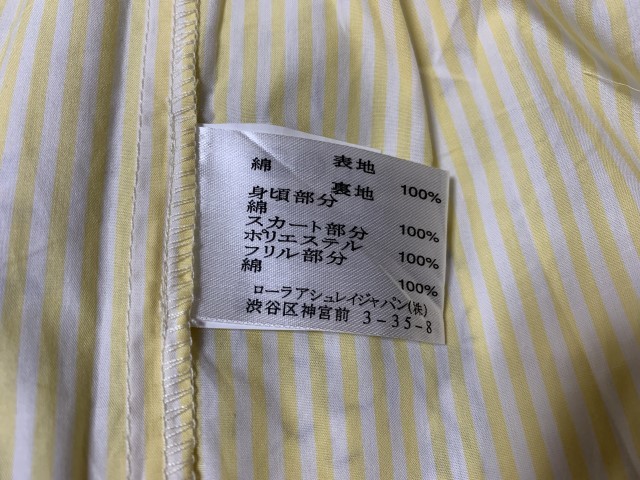 表地
綿 100%
裏地
身頃部分
綿 100%
スカート部分
ポリエステル 100%
フリル部分
綿 100%
ローラアシュレイジャパン(株)
渋谷区神宮前 3-35-8